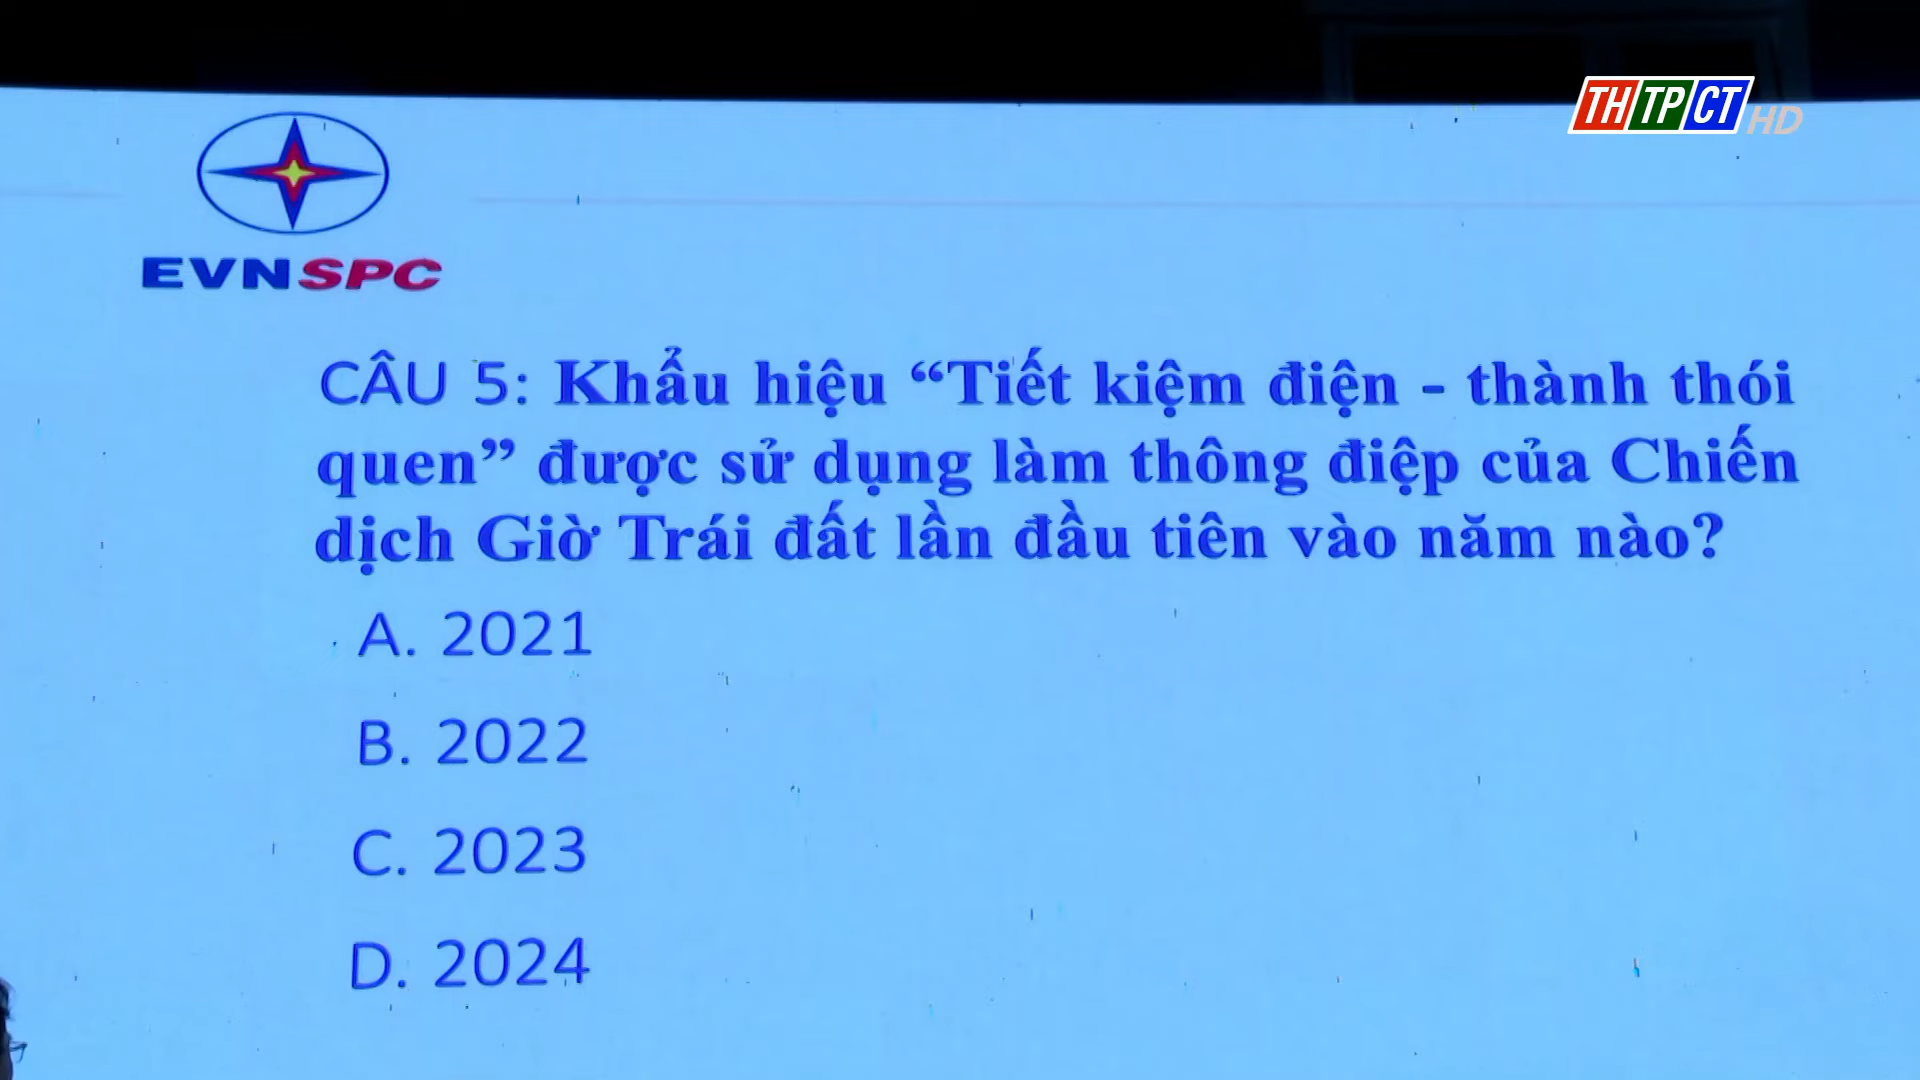 THTPCT HD
EVNSPC
CÂU 5: Khẩu hiệu “Tiết kiệm điện - thành thói
quen” được sử dụng làm thông điệp của Chiến
dịch Giờ Trái đất lần đầu tiên vào năm nào?
A. 2021
B. 2022
C. 2023
D. 2024